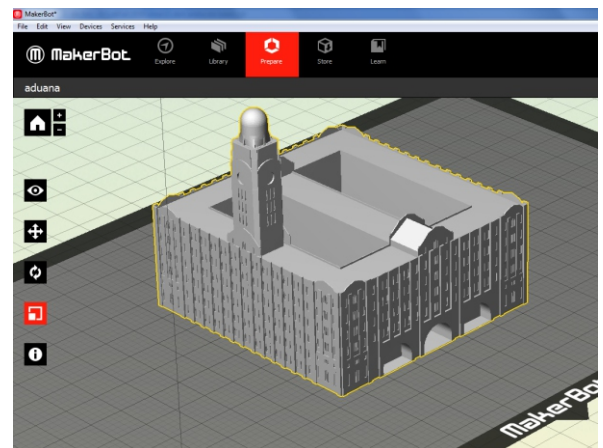 MakerBot*
File Edit View Devices Services Help
MakerBot
Explore Library Prepare Store Learn
aduana
+
-
MakerBot